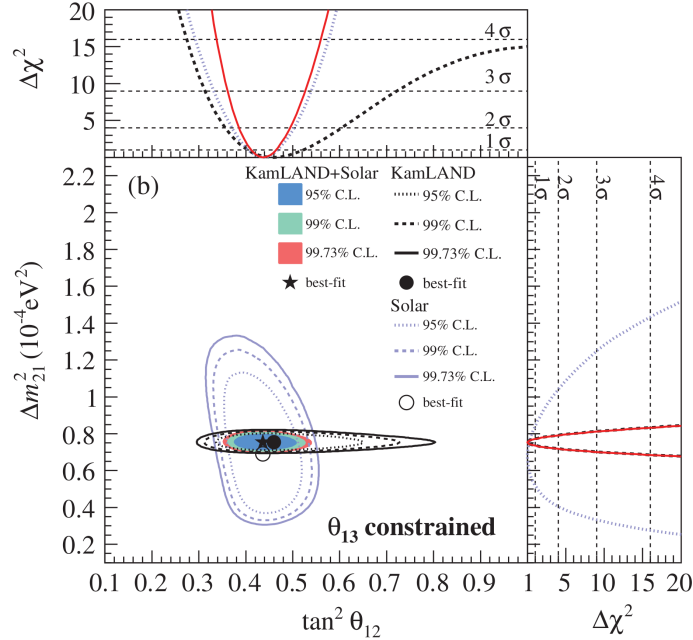 20
15
10
5
Δχ²
4 σ
3 σ
2 σ
1 σ
(b)
KamLAND+Solar
95% C.L.
99% C.L.
99.73% C.L.
best-fit
KamLAND
95% C.L.
99% C.L.
99.73% C.L.
best-fit
Solar
95% C.L.
99% C.L.
99.73% C.L.
best-fit
1σ
2σ
3σ
4σ
2.2
2
1.8
1.6
1.4
1.2
1
0.8
0.6
0.4
0.2
Δm²₂₁ (10⁻⁴eV²)
θ₁₃ constrained
0.1 0.2 0.3 0.4 0.5 0.6 0.7 0.8 0.9 1 5 10 15 20
tan² θ₁₂
Δχ²